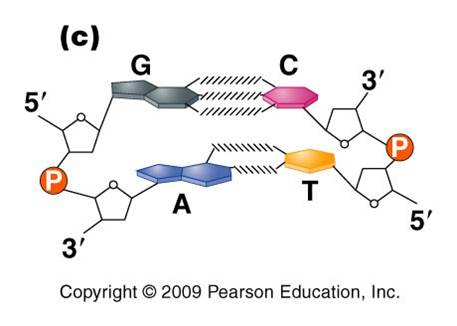 (c)
G C
5′ 3′
P P
A T
3′ 5′
Copyright © 2009 Pearson Education, Inc.